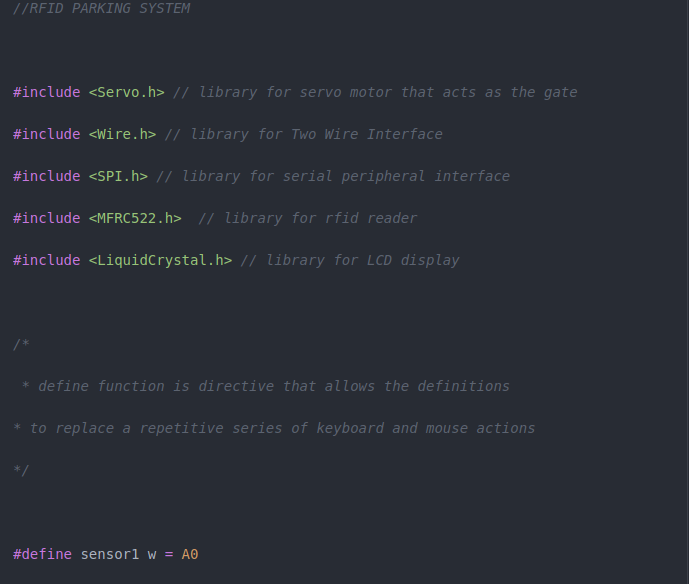 //RFID PARKING SYSTEM
#include <Servo.h> // library for servo motor that acts as the gate
#include <Wire.h> // library for Two Wire Interface
#include <SPI.h> // library for serial peripheral interface
#include <MFRC522.h>  // library for rfid reader
#include <LiquidCrystal.h> // library for LCD display
/*
 * define function is directive that allows the definitions
* to replace a repetitive series of keyboard and mouse actions
*/
#define sensor1 w = A0